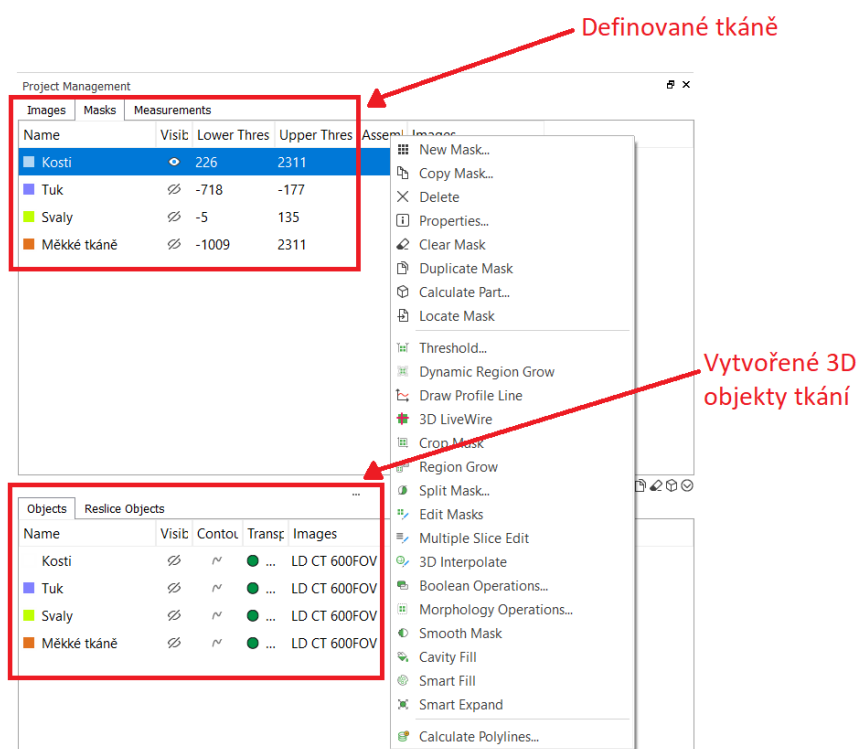 Definované tkáně
Project Management
Images Masks Measurements
Name Visib Lower Thres Upper Thres Assem Images
Kosti 226 2311
Tuk -718 -177
Svaly -5 135
Měkké tkáně -1009 2311
New Mask...
Copy Mask...
Delete
Properties...
Clear Mask
Duplicate Mask
Calculate Part...
Locate Mask
Threshold...
Dynamic Region Grow
Draw Profile Line
3D LiveWire
Crop Mask
Region Grow
Split Mask...
Edit Masks
Multiple Slice Edit
3D Interpolate
Boolean Operations...
Morphology Operations...
Smooth Mask
Cavity Fill
Smart Fill
Smart Expand
Calculate Polylines...
Vytvořené 3D
objekty tkání
...
Objects Reslice Objects
Name Visib Contou Transp Images
Kosti ... LD CT 600FOV
Tuk ... LD CT 600FOV
Svaly ... LD CT 600FOV
Měkké tkáně ... LD CT 600FOV